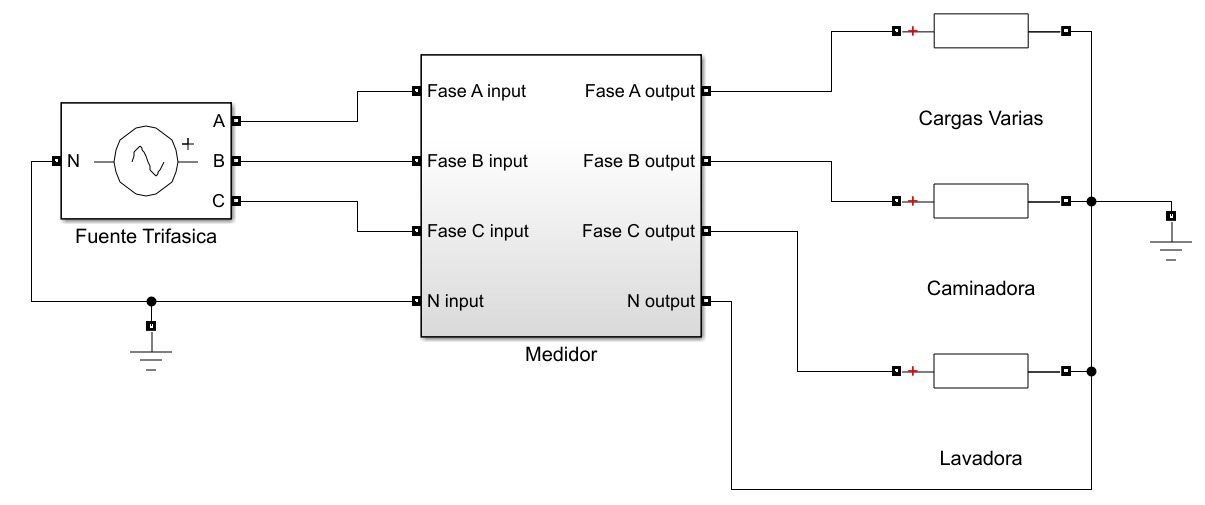 A
N
B
C
Fuente Trifasica
Fase A input
Fase A output
Fase B input
Fase B output
Fase C input
Fase C output
N input
N output
Medidor
+
Cargas Varias
+
Caminadora
+
Lavadora
+